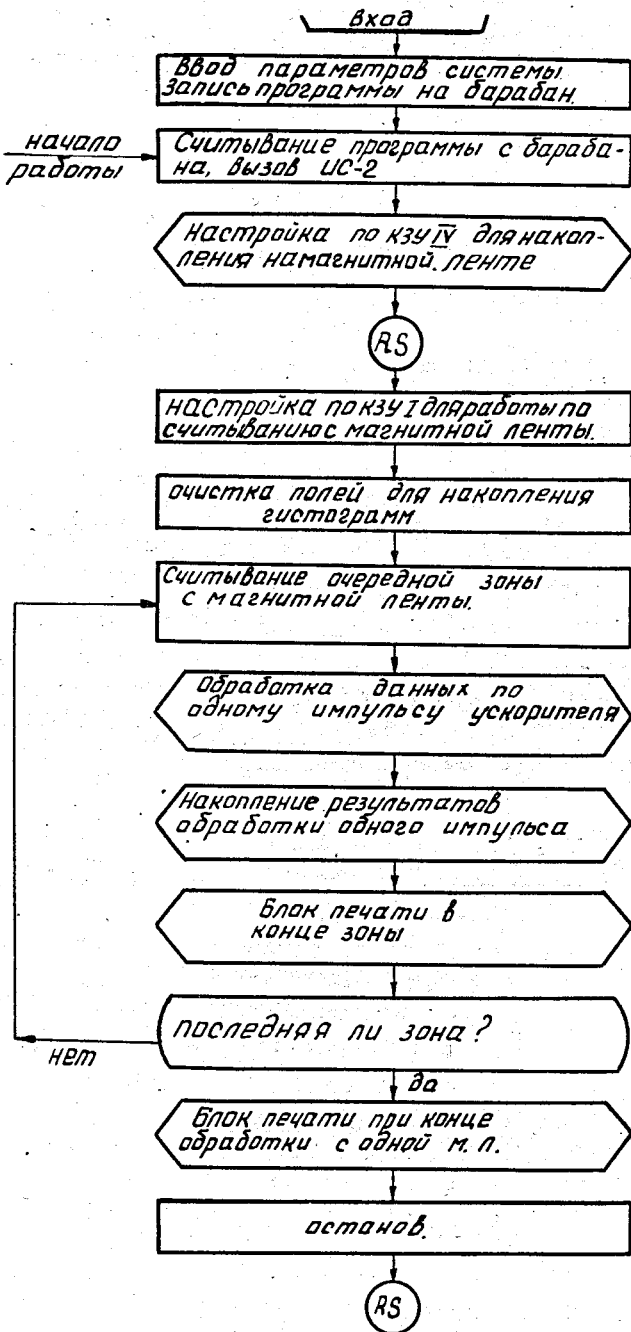 вход
Ввод параметров системы.
Запись программы на барабан.
начало
работы
Считывание программы с бараба-
на, вызов ИС-2
Настройка по КЗУ IV для накоп-
ления на магнитной ленте
RS
Настройка по КЗУ I для работы по
считыванию с магнитной ленты.
Очистка полей для накопления
гистограмм
Считывание очередной зоны
с магнитной ленты.
Обработка данных по
одному импульсу ускорителя
Накопление результатов
обработки одного импульса
Блок печати в
конце зоны
последняя ли зона?
нет
да
Блок печати при конце
обработки с одной м.л.
останов.
RS